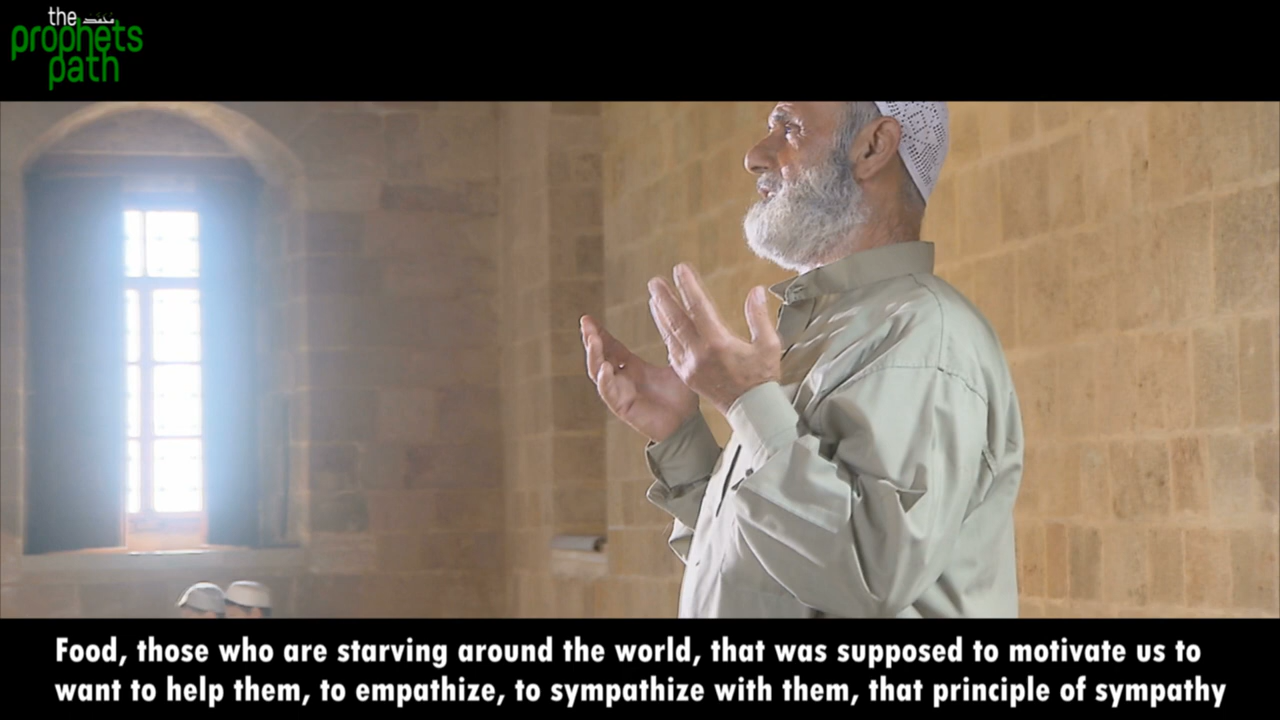 the محمد
prophets
path
Food, those who are starving around the world, that was supposed to motivate us to
want to help them, to empathize, to sympathize with them, that principle of sympathy